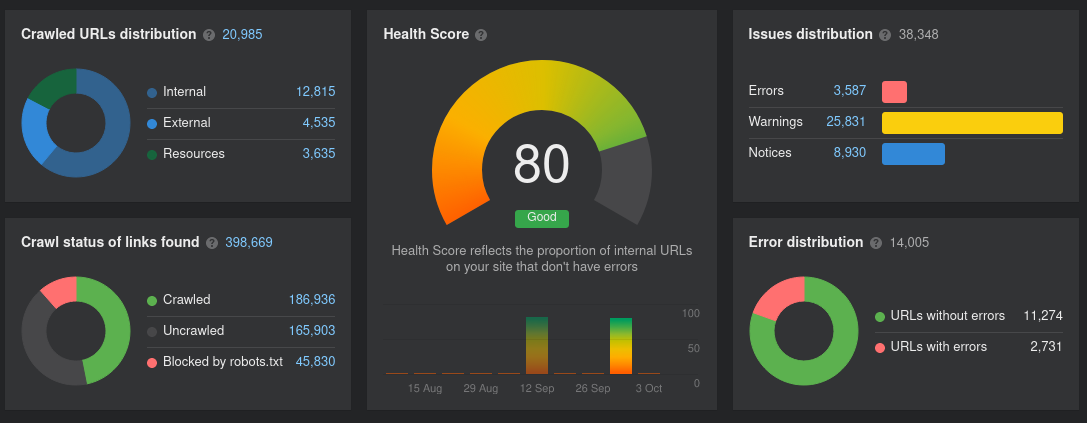 Crawled URLs distribution ? 20,985
Internal 12,815
External 4,535
Resources 3,635
Crawl status of links found ? 398,669
Crawled 186,936
Uncrawled 165,903
Blocked by robots.txt 45,830
Health Score ?
80
Good
Health Score reflects the proportion of internal URLs
on your site that don't have errors
100
50
0
15 Aug 29 Aug 12 Sep 26 Sep 3 Oct
Issues distribution ? 38,348
Errors 3,587
Warnings 25,831
Notices 8,930
Error distribution ? 14,005
URLs without errors 11,274
URLs with errors 2,731